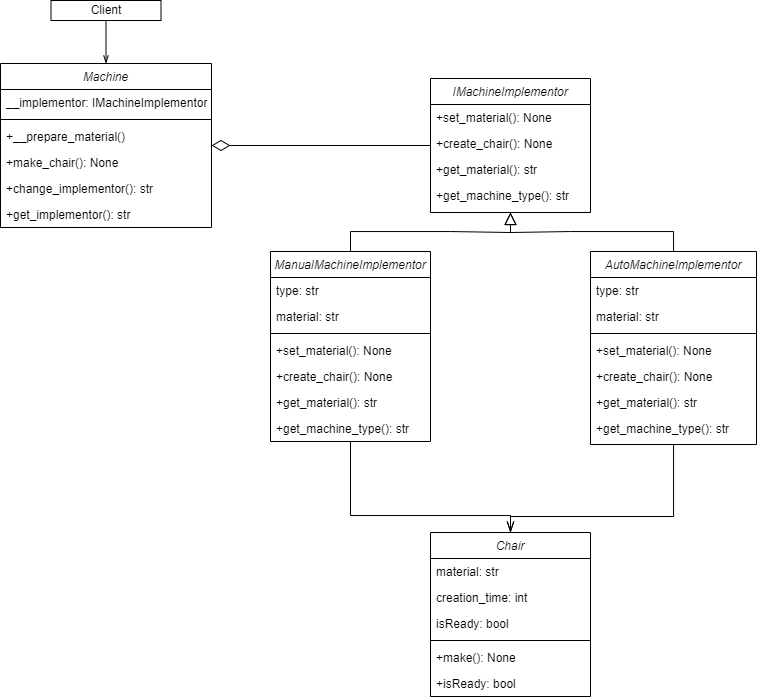 Client
Machine
__implementor: IMachineImplementor
+__prepare_material()
+make_chair(): None
+change_implementor(): str
+get_implementor(): str
IMachineImplementor
+set_material(): None
+create_chair(): None
+get_material(): str
+get_machine_type(): str
ManualMachineImplementor
type: str
material: str
+set_material(): None
+create_chair(): None
+get_material(): str
+get_machine_type(): str
AutoMachineImplementor
type: str
material: str
+set_material(): None
+create_chair(): None
+get_material(): str
+get_machine_type(): str
Chair
material: str
creation_time: int
isReady: bool
+make(): None
+isReady: bool